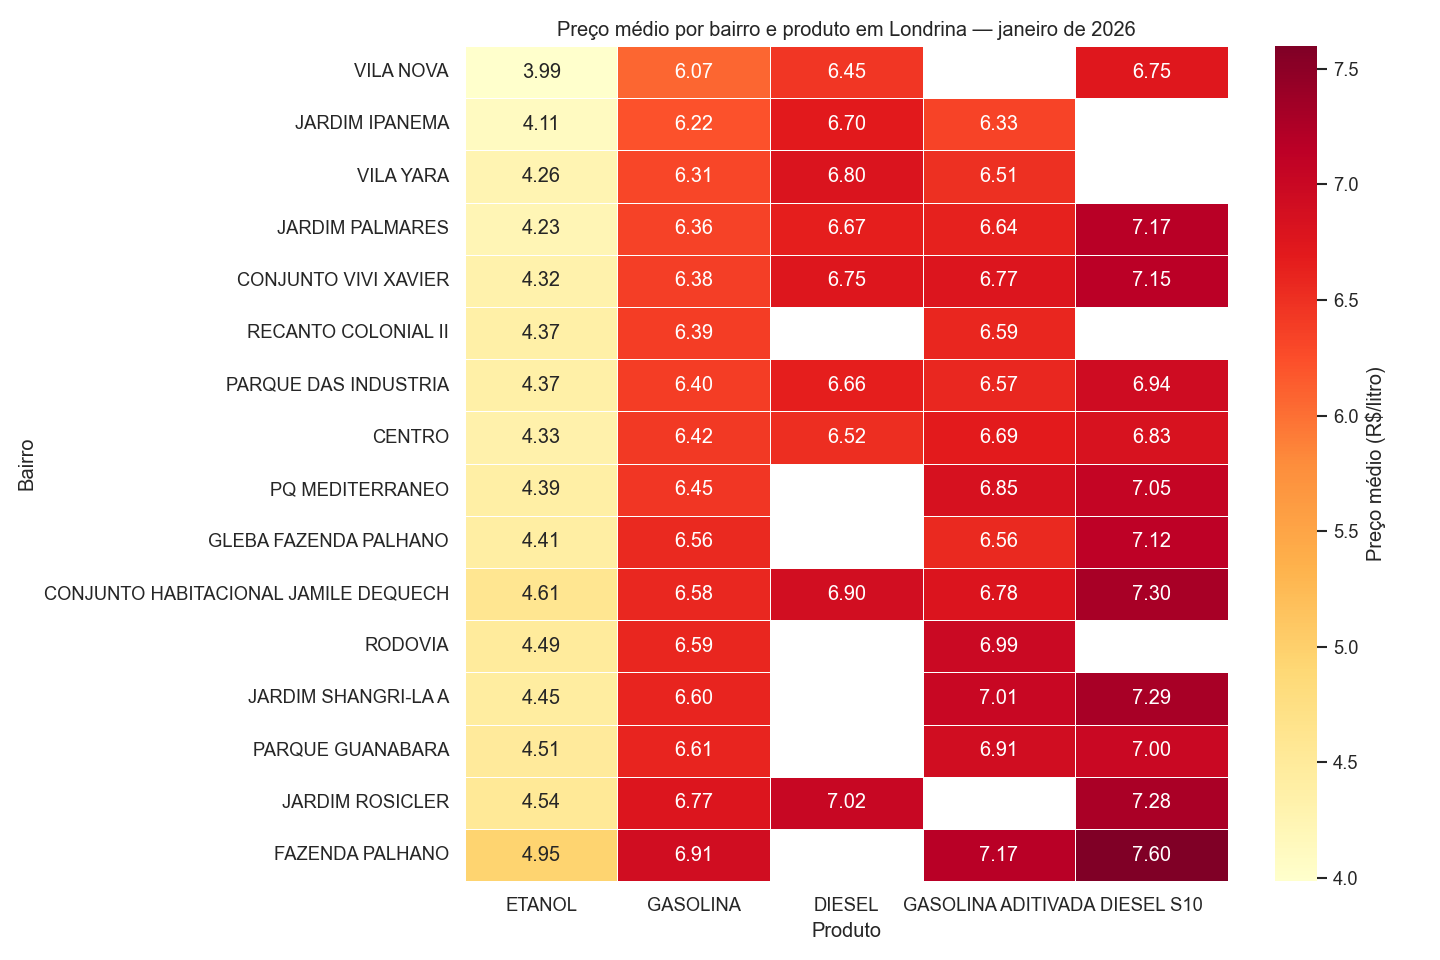 Preço médio por bairro e produto em Londrina — janeiro de 2026
VILA NOVA 3.99 6.07 6.45 6.75
JARDIM IPANEMA 4.11 6.22 6.70 6.33
VILA YARA 4.26 6.31 6.80 6.51
JARDIM PALMARES 4.23 6.36 6.67 6.64 7.17
CONJUNTO VIVI XAVIER 4.32 6.38 6.75 6.77 7.15
RECANTO COLONIAL II 4.37 6.39 6.59
PARQUE DAS INDUSTRIA 4.37 6.40 6.66 6.57 6.94
CENTRO 4.33 6.42 6.52 6.69 6.83
PQ MEDITERRANEO 4.39 6.45 6.85 7.05
GLEBA FAZENDA PALHANO 4.41 6.56 6.56 7.12
CONJUNTO HABITACIONAL JAMILE DEQUECH 4.61 6.58 6.90 6.78 7.30
RODOVIA 4.49 6.59 6.99
JARDIM SHANGRI-LA A 4.45 6.60 7.01 7.29
PARQUE GUANABARA 4.51 6.61 6.91 7.00
JARDIM ROSICLER 4.54 6.77 7.02 7.28
FAZENDA PALHANO 4.95 6.91 7.17 7.60
ETANOL GASOLINA DIESEL GASOLINA ADITIVADA DIESEL S10
Produto
Bairro
7.5
7.0
6.5
6.0
5.5
5.0
4.5
4.0
Preço médio (R$/litro)